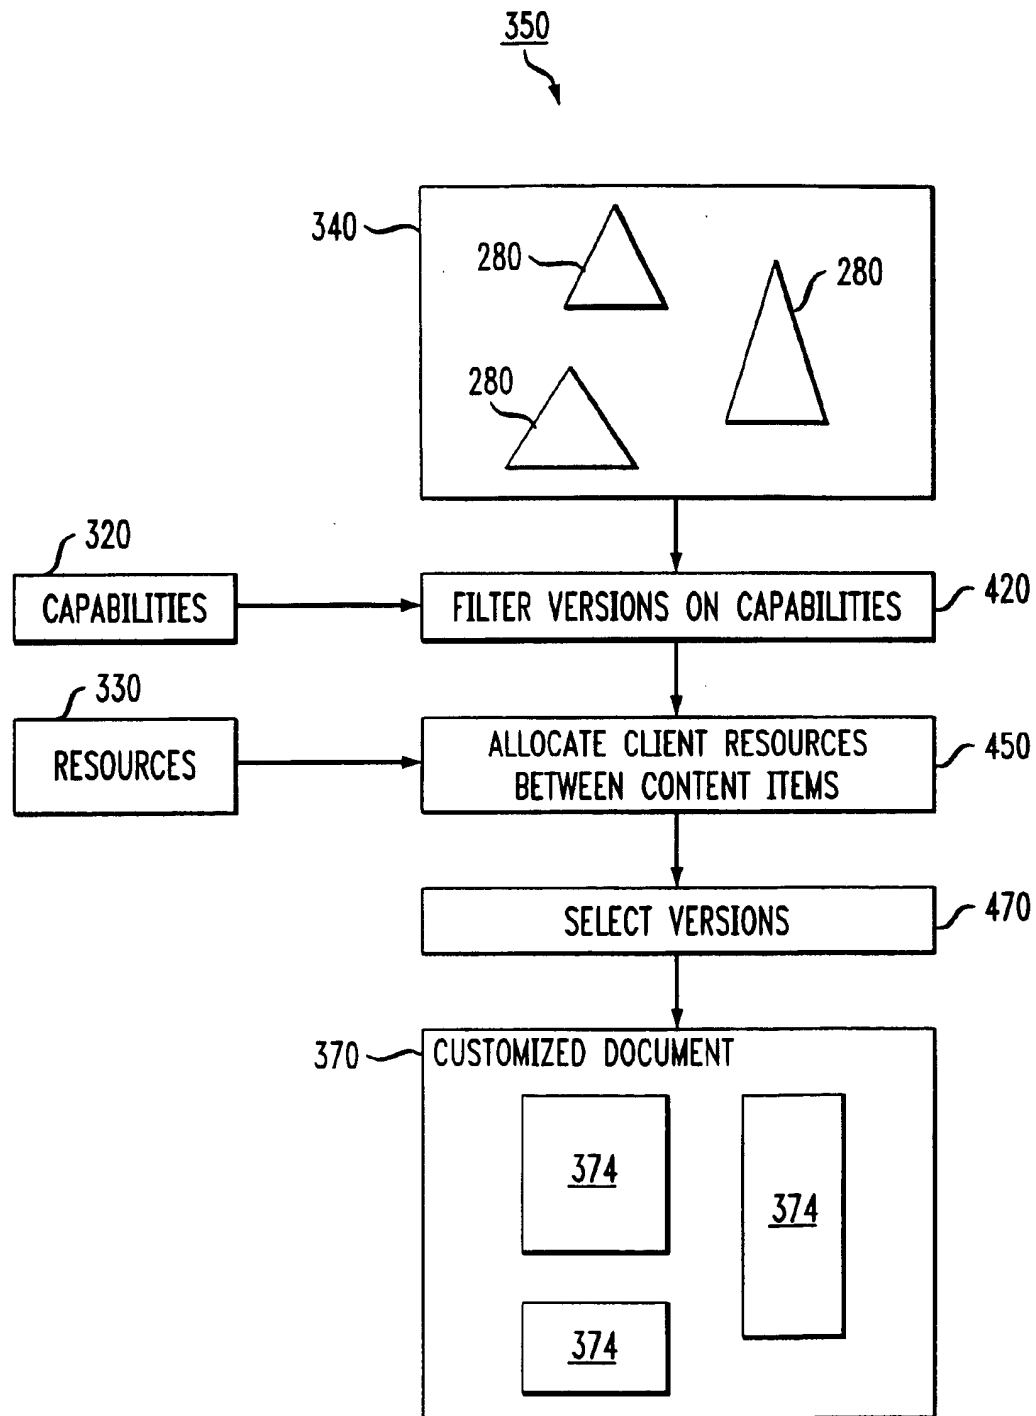 350
340
280
280
280
320
CAPABILITIES
FILTER VERSIONS ON CAPABILITIES
420
330
RESOURCES
ALLOCATE CLIENT RESOURCES
BETWEEN CONTENT ITEMS
450
SELECT VERSIONS
470
370
CUSTOMIZED DOCUMENT
374
374
374